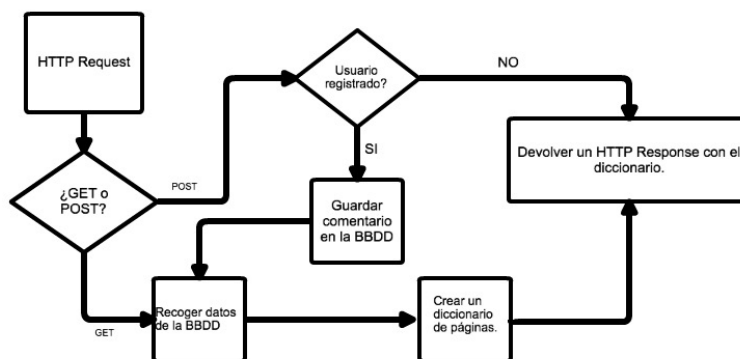 HTTP Request
Usuario
registrado?
NO
SI
Devolver un HTTP Response con el
diccionario.
¿GET o
POST?
POST
Guardar
comentario
en la BBDD
Recoger datos
de la BBDD
GET
Crear un
diccionario
de páginas.